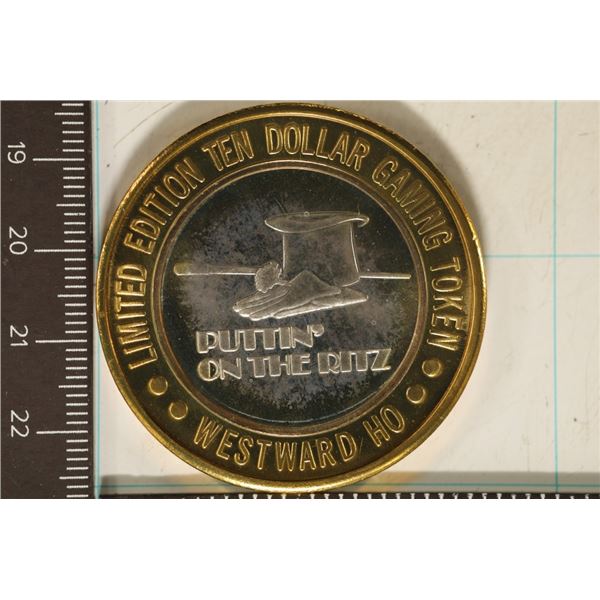 LIMITED EDITION TEN DOLLAR GAMING TOKEN
PUTTIN'
ON THE RITZ
WESTWARD HO
19
20
21
22